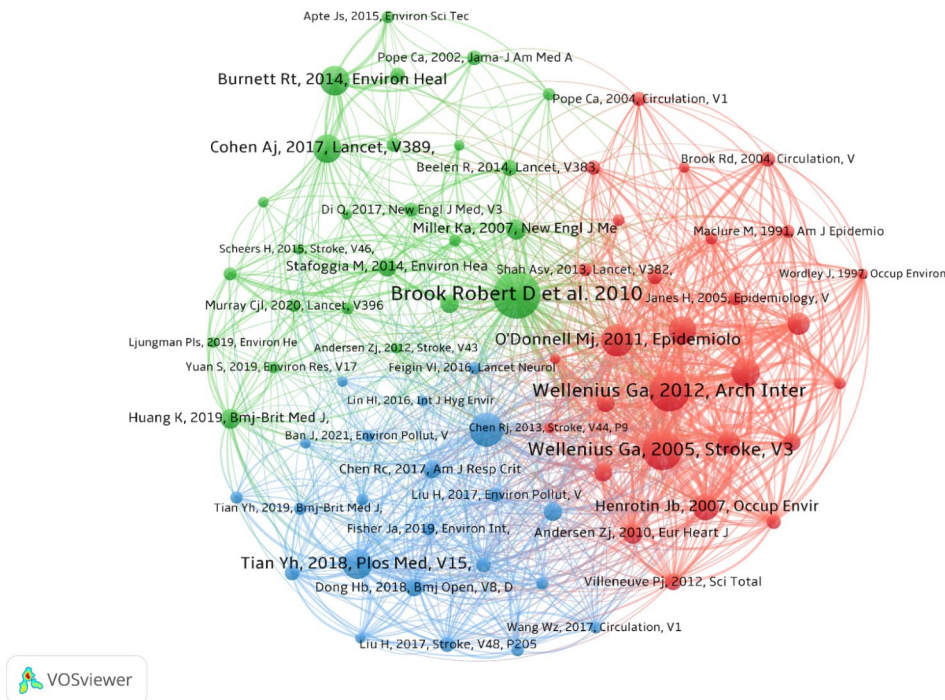 Apte Js, 2015, Environ Sci Tec
Pope Ca, 2002, Jama-J Am Med A
Burnett Rt, 2014, Environ Heal
Pope Ca, 2004, Circulation, V1
Cohen Aj, 2017, Lancet, V389,
Beelen R, 2014, Lancet, V383,
Brook Rd, 2004, Circulation, V
Di Q, 2017, New Engl J Med, V3
Miller Ka, 2007, New Engl J Me
Maclure M, 1991, Am J Epidemio
Scheers H, 2015, Stroke, V46,
Stafoggia M, 2014, Environ Hea
Shah Asv, 2013, Lancet, V382,
Wordley J, 1997, Occup Environ
Brook Robert D et al. 2010
Janes H, 2005, Epidemiology, V
Murray Cjl, 2020, Lancet, V396
Ljungman Pls, 2019, Environ He
Andersen Zj, 2012, Stroke, V43
O'Donnell Mj, 2011, Epidemiolo
Yuan S, 2019, Environ Res, V17
Feigin Vl, 2016, Lancet Neurol
Lin Hl, 2016, Int J Hyg Envir
Wellenius Ga, 2012, Arch Inter
Huang K, 2019, Bmj-Brit Med J,
Chen Rj, 2013, Stroke, V44, P9
Ban J, 2021, Environ Pollut, V
Wellenius Ga, 2005, Stroke, V3
Chen Rc, 2017, Am J Resp Crit
Liu H, 2017, Environ Pollut, V
Tian Yh, 2019, Bmj-Brit Med J,
Henrotin Jb, 2007, Occup Envir
Fisher Ja, 2019, Environ Int,
Andersen Zj, 2010, Eur Heart J
Tian Yh, 2018, Plos Med, V15,
Dong Hb, 2018, Bmj Open, V8, D
Villeneuve Pj, 2012, Sci Total
Wang Wz, 2017, Circulation, V1
Liu H, 2017, Stroke, V48, P205
VOSviewer